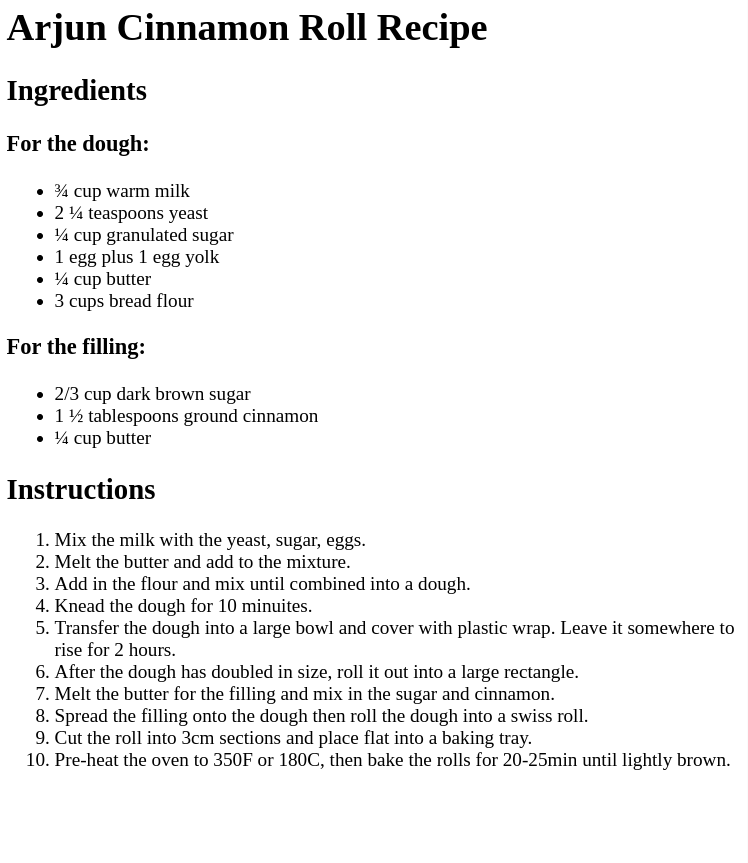 Arjun Cinnamon Roll Recipe
Ingredients
For the dough:
• ¾ cup warm milk
• 2 ¼ teaspoons yeast
• ¼ cup granulated sugar
• 1 egg plus 1 egg yolk
• ¼ cup butter
• 3 cups bread flour
For the filling:
• 2/3 cup dark brown sugar
• 1 ½ tablespoons ground cinnamon
• ¼ cup butter
Instructions
1. Mix the milk with the yeast, sugar, eggs.
2. Melt the butter and add to the mixture.
3. Add in the flour and mix until combined into a dough.
4. Knead the dough for 10 minuites.
5. Transfer the dough into a large bowl and cover with plastic wrap. Leave it somewhere to
rise for 2 hours.
6. After the dough has doubled in size, roll it out into a large rectangle.
7. Melt the butter for the filling and mix in the sugar and cinnamon.
8. Spread the filling onto the dough then roll the dough into a swiss roll.
9. Cut the roll into 3cm sections and place flat into a baking tray.
10. Pre-heat the oven to 350F or 180C, then bake the rolls for 20-25min until lightly brown.